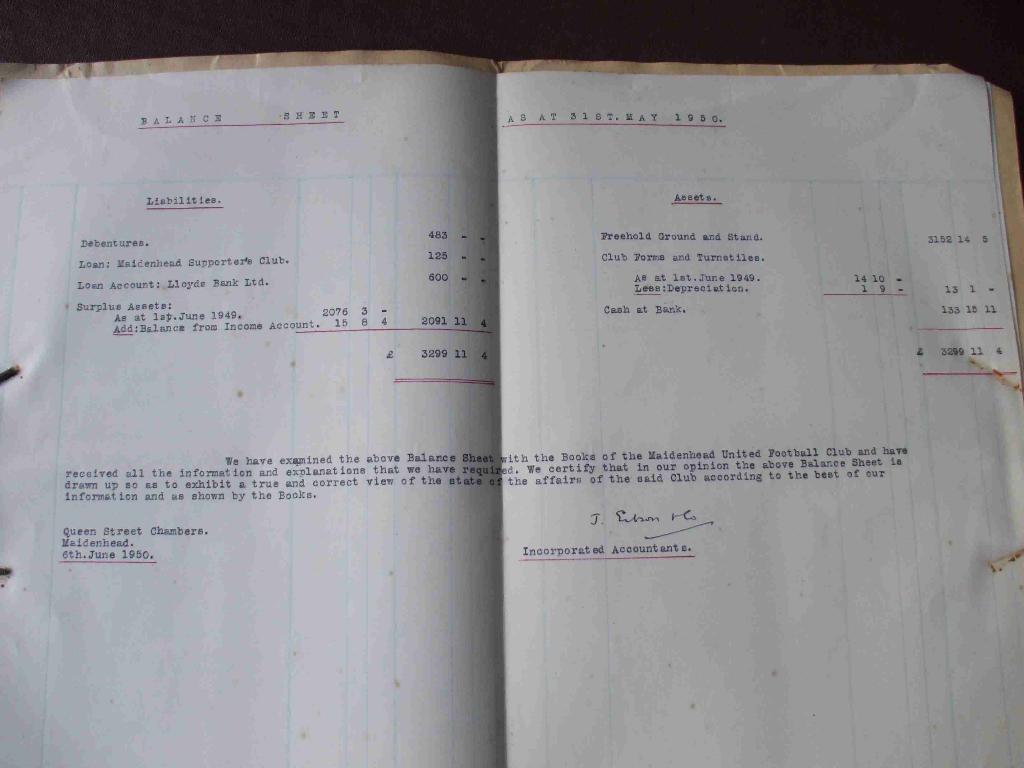 BALANCE SHEET AS AT 31ST. MAY 1950.
Liabilities.
Debentures. 483 - -
Loan: Maidenhead Supporter's Club. 125 - -
Loan Account: Lloyds Bank Ltd. 600 - -
Surplus Assets:
As at 1st. June 1949. 2076 3 -
Add: Balance from Income Account. 15 8 4 2091 11 4
£ 3299 11 4
Assets.
Freehold Ground and Stand. 3152 14 5
Club Forms and Turnstiles.
As at 1st. June 1949. 14 10 -
Less: Depreciation. 1 9 - 13 1 -
Cash at Bank. 133 15 11
£ 3299 11 4
We have examined the above Balance Sheet with the Books of the Maidenhead United Football Club and have
received all the information and explanations that we have required. We certify that in our opinion the above Balance Sheet is
drawn up so as to exhibit a true and correct view of the state of the affairs of the said Club according to the best of our
information and as shown by the Books.
Queen Street Chambers.
Maidenhead.
6th. June 1950.
J. & Co
Incorporated Accountants.